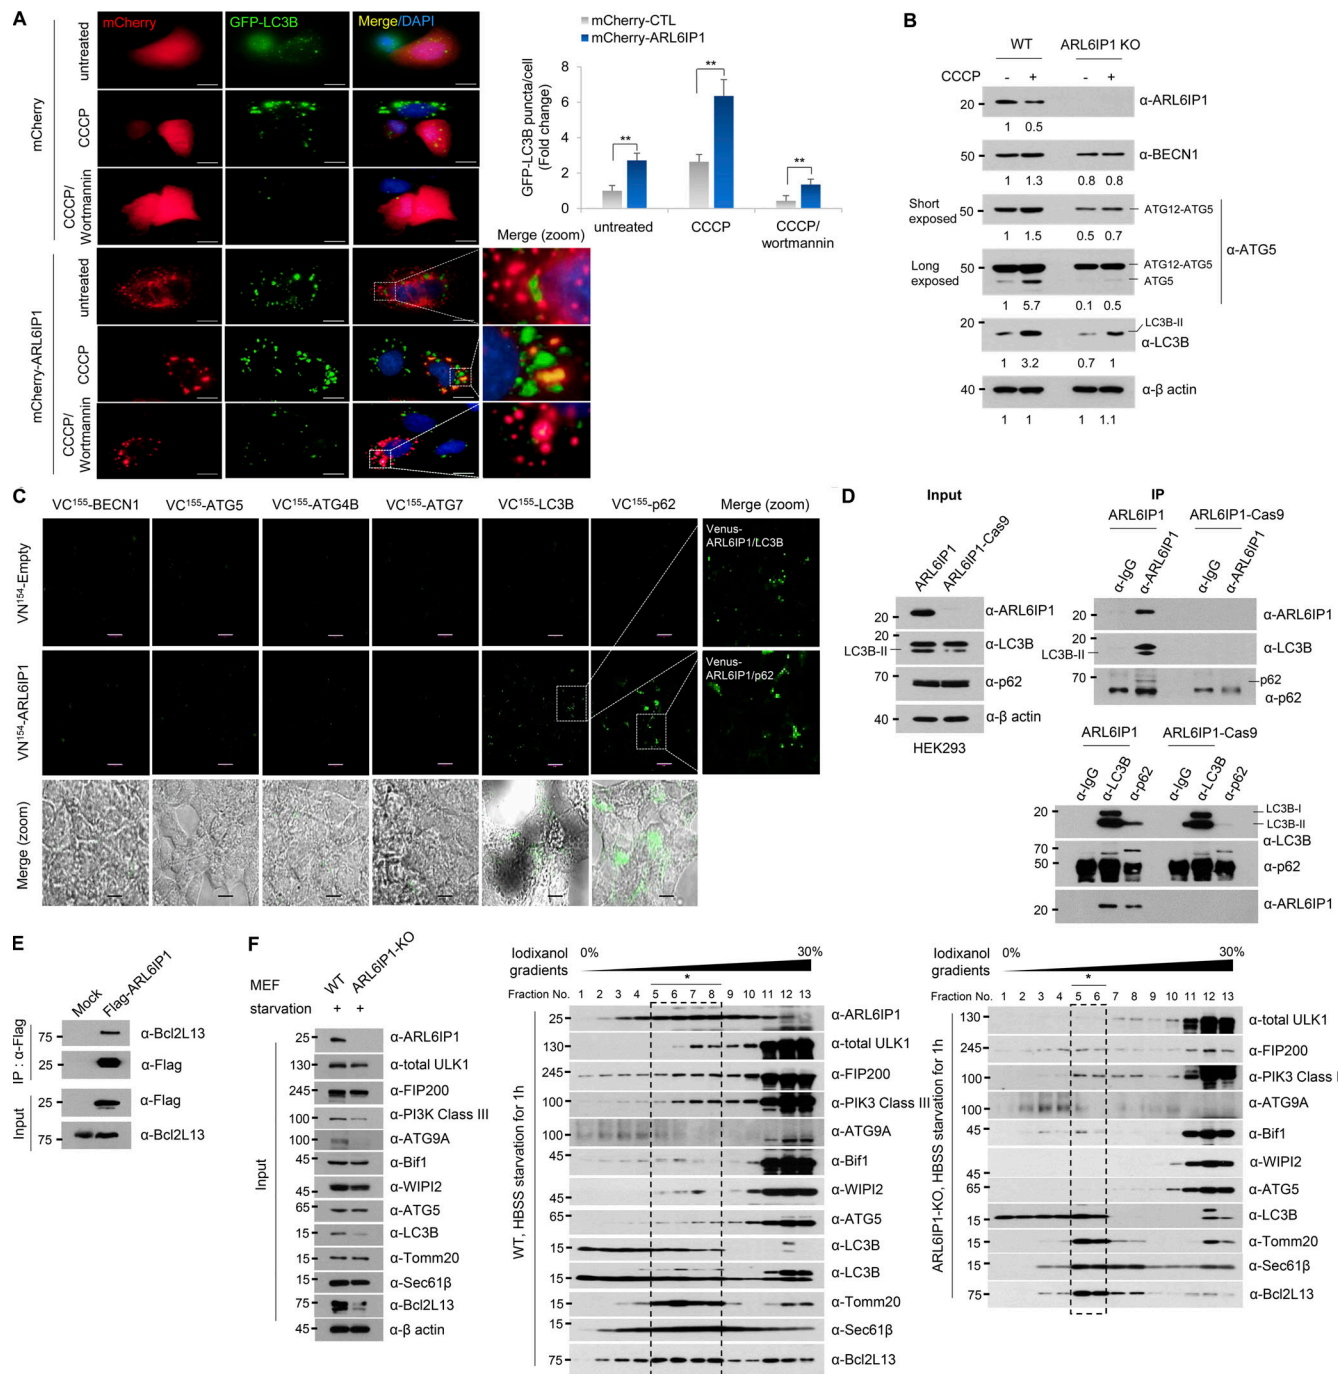 A
mCherry
GFP-LC3B
Merge/DAPI
mCherry
untreated
CCCP
CCCP/
Wortmannin
mCherry-ARL6IP1
untreated
CCCP
CCCP/
Wortmannin
Merge (zoom)
mCherry-CTL
mCherry-ARL6IP1
GFP-LC3B puncta/cell
(Fold change)
8
6
4
2
0
**
**
**
untreated
CCCP
CCCP/
wortmannin
B
WT
ARL6IP1 KO
CCCP - + - +
20 α-ARL6IP1
1 0.5
50 α-BECN1
1 1.3 0.8 0.8
Short
exposed
50 ATG12-ATG5
1 1.5 0.5 0.7
α-ATG5
Long
exposed
50 ATG12-ATG5
ATG5
1 5.7 0.1 0.5
20 LC3B-II
α-LC3B
1 3.2 0.7 1
40 α-β actin
1 1 1 1.1
C
VC155-BECN1
VC155-ATG5
VC155-ATG4B
VC155-ATG7
VC155-LC3B
VC155-p62
Merge (zoom)
VN154-Empty
VN154-ARL6IP1
Merge (zoom)
Venus-
ARL6IP1/LC3B
Venus-
ARL6IP1/p62
D
Input
ARL6IP1
ARL6IP1-Cas9
20 α-ARL6IP1
20 α-LC3B
LC3B-II
70 α-p62
40 α-β actin
HEK293
IP
ARL6IP1
ARL6IP1-Cas9
α-IgG
α-ARL6IP1
α-IgG
α-ARL6IP1
20 α-ARL6IP1
20 α-LC3B
LC3B-II
70 p62
α-p62
ARL6IP1
ARL6IP1-Cas9
α-IgG
α-LC3B
α-p62
α-IgG
α-LC3B
α-p62
20 LC3B-I
LC3B-II
α-LC3B
70
50 α-p62
20 α-ARL6IP1
E
Mock
Flag-ARL6IP1
IP : α-Flag
75 α-Bcl2L13
25 α-Flag
Input
25 α-Flag
75 α-Bcl2L13
F
MEF
WT
ARL6IP1-KO
starvation + +
Input
25 α-ARL6IP1
130 α-total ULK1
245 α-FIP200
100 α-PI3K Class III
100 α-ATG9A
45 α-Bif1
45 α-WIPI2
65 α-ATG5
15 α-LC3B
15 α-Tomm20
15 α-Sec61β
75 α-Bcl2L13
45 α-β actin
Iodixanol
gradients
0%
30%
*
Fraction No. 1 2 3 4 5 6 7 8 9 10 11 12 13
WT, HBSS starvation for 1h
25 α-ARL6IP1
130 α-total ULK1
245 α-FIP200
100 α-PIK3 Class III
100 α-ATG9A
45 α-Bif1
45 α-WIPI2
65 α-ATG5
15 α-LC3B
15 α-LC3B
15 α-Tomm20
15 α-Sec61β
75 α-Bcl2L13
Iodixanol
gradients
0%
30%
*
Fraction No. 1 2 3 4 5 6 7 8 9 10 11 12 13
ARL6IP1-KO, HBSS starvation for 1h
130 α-total ULK1
245 α-FIP200
100 α-PIK3 Class I
100 α-ATG9A
45 α-Bif1
45 α-WIPI2
65 α-ATG5
15 α-LC3B
15 α-Tomm20
15 α-Sec61β
75 α-Bcl2L13